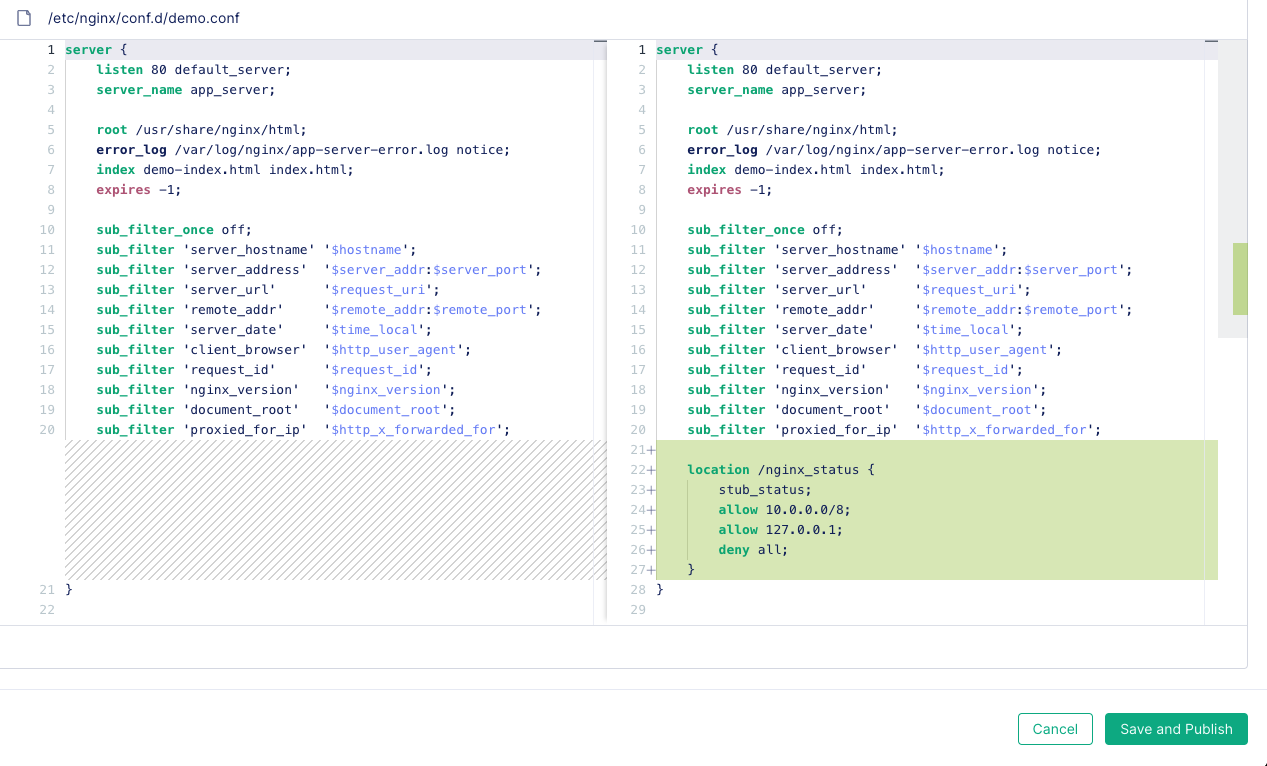 /etc/nginx/conf.d/demo.conf
1 server {
2     listen 80 default_server;
3     server_name app_server;
4
5     root /usr/share/nginx/html;
6     error_log /var/log/nginx/app-server-error.log notice;
7     index demo-index.html index.html;
8     expires -1;
9
10     sub_filter_once off;
11     sub_filter 'server_hostname' '$hostname';
12     sub_filter 'server_address'  '$server_addr:$server_port';
13     sub_filter 'server_url'      '$request_uri';
14     sub_filter 'remote_addr'     '$remote_addr:$remote_port';
15     sub_filter 'server_date'     '$time_local';
16     sub_filter 'client_browser'  '$http_user_agent';
17     sub_filter 'request_id'      '$request_id';
18     sub_filter 'nginx_version'   '$nginx_version';
19     sub_filter 'document_root'   '$document_root';
20     sub_filter 'proxied_for_ip'  '$http_x_forwarded_for';
21 }
22
1 server {
2     listen 80 default_server;
3     server_name app_server;
4
5     root /usr/share/nginx/html;
6     error_log /var/log/nginx/app-server-error.log notice;
7     index demo-index.html index.html;
8     expires -1;
9
10     sub_filter_once off;
11     sub_filter 'server_hostname' '$hostname';
12     sub_filter 'server_address'  '$server_addr:$server_port';
13     sub_filter 'server_url'      '$request_uri';
14     sub_filter 'remote_addr'     '$remote_addr:$remote_port';
15     sub_filter 'server_date'     '$time_local';
16     sub_filter 'client_browser'  '$http_user_agent';
17     sub_filter 'request_id'      '$request_id';
18     sub_filter 'nginx_version'   '$nginx_version';
19     sub_filter 'document_root'   '$document_root';
20     sub_filter 'proxied_for_ip'  '$http_x_forwarded_for';
21+
22+     location /nginx_status {
23+         stub_status;
24+         allow 10.0.0.0/8;
25+         allow 127.0.0.1;
26+         deny all;
27+     }
28 }
29
Cancel
Save and Publish